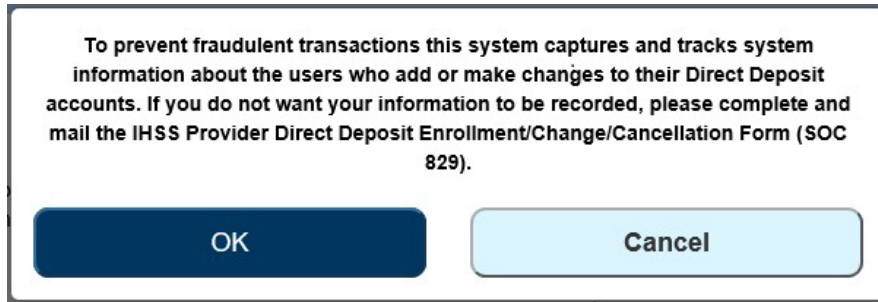 To prevent fraudulent transactions this system captures and tracks system
information about the users who add or make changes to their Direct Deposit
accounts. If you do not want your information to be recorded, please complete and
mail the IHSS Provider Direct Deposit Enrollment/Change/Cancellation Form (SOC
829).
OK
Cancel